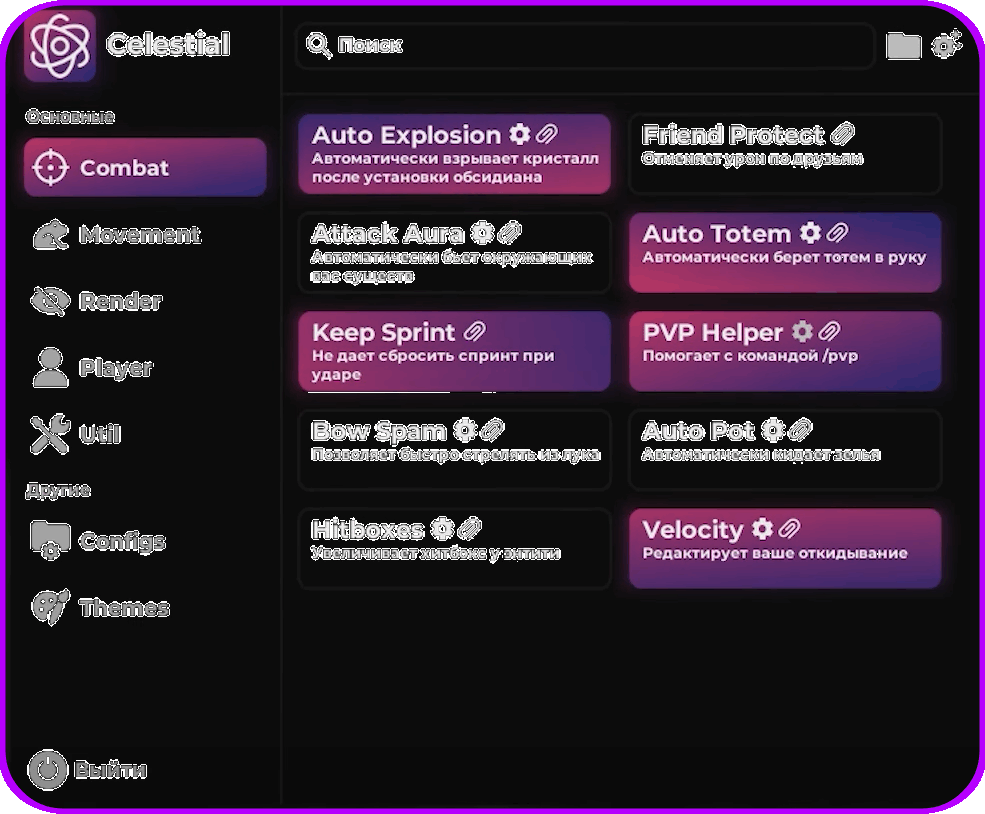 Celestial
Поиск
Основные
Combat
Movement
Render
Player
Util
Другие
Configs
Themes
Выйти
Auto Explosion
Автоматически взрывает кристалл
после установки обсидиана
Friend Protect
Отменяет урон по друзьям
Attack Aura
Автоматически бьет окружающих
вас существ
Auto Totem
Автоматически берет тотем в руку
Keep Sprint
Не дает сбросить спринт при
ударе
PVP Helper
Помогает с командой /pvp
Bow Spam
Позволяет быстро стрелять из лука
Auto Pot
Автоматически кидает зелья
Hitboxes
Увеличивает хитбокс у энтити
Velocity
Редактирует ваше откидывание